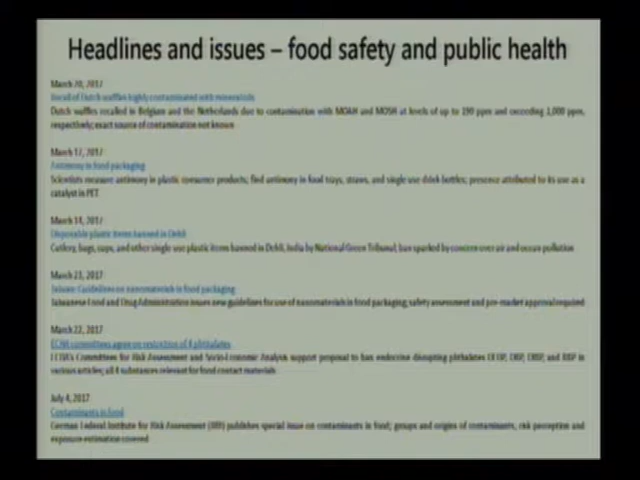 Headlines and issues – food safety and public health
March 20, 2017
Recall of Dutch waffles highly contaminated with mineral oils
Dutch waffles recalled in Belgium and the Netherlands due to contamination with MOAH and MOSH at levels of up to 190 ppm and exceeding 1,000 ppm,
respectively; exact source of contamination not known
March 17, 2017
Antimony in food packaging
Scientists measure antimony in plastic consumer products; find antimony in food trays, straws, and single use drink bottles; presence attributed to its use as a
catalyst in PET
March 14, 2017
Disposable plastic items banned in Delhi
Cutlery, bags, cups, and other single use plastic items banned in Delhi, India by National Green Tribunal; ban sparked by concern over air and ocean pollution
March 23, 2017
Taiwan: Guidelines on nanomaterials in food packaging
Taiwanese Food and Drug Administration issues new guidelines for use of nanomaterials in food packaging; safety assessment and pre-market approval required
March 22, 2017
ECHA committees agree on restriction of 4 phthalates
ECHA's Committees for Risk Assessment and Socio-Economic Analysis support proposal to ban endocrine disrupting phthalates DEHP, DBP, DIBP, and BBP in
various articles; all 4 substances relevant for food contact materials
July 4, 2017
Contaminants in food
German Federal Institute for Risk Assessment (BfR) publishes special issue on contaminants in food; groups and origins of contaminants, risk perception and
exposure estimation covered